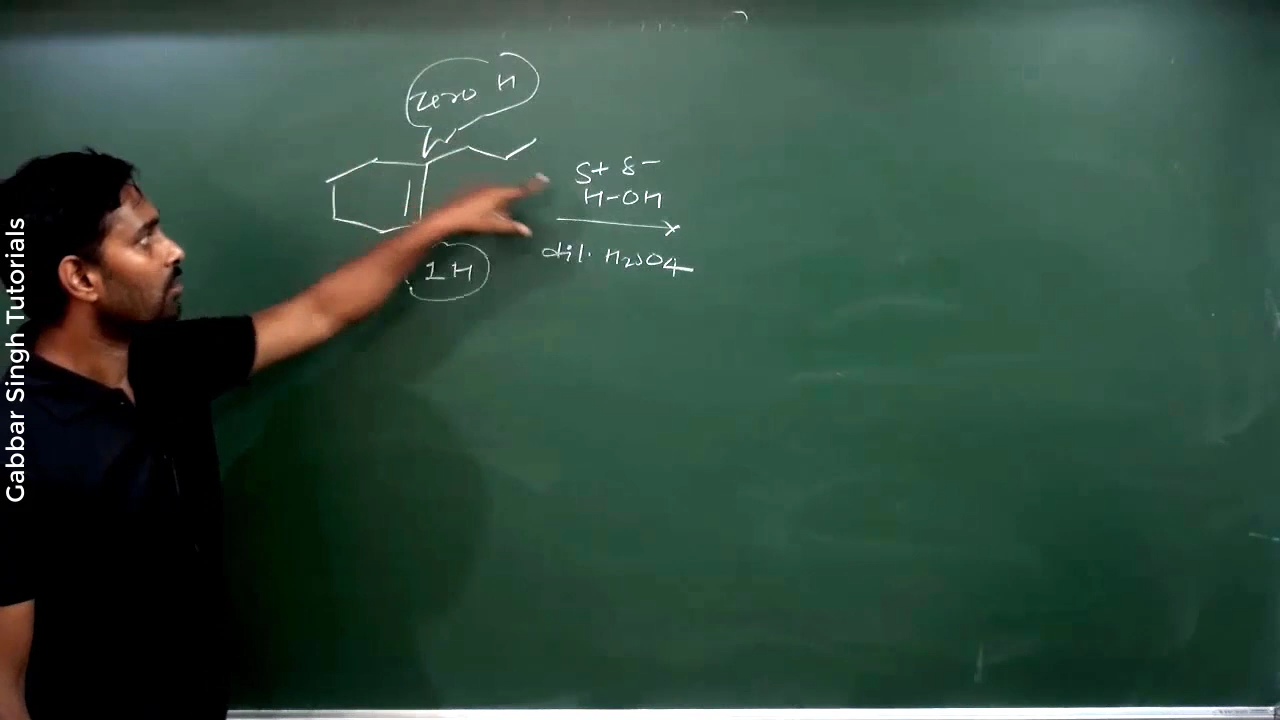 zero H
δ+ δ-
H-OH
dil. H2SO4
1H
Gabbar Singh Tutorials